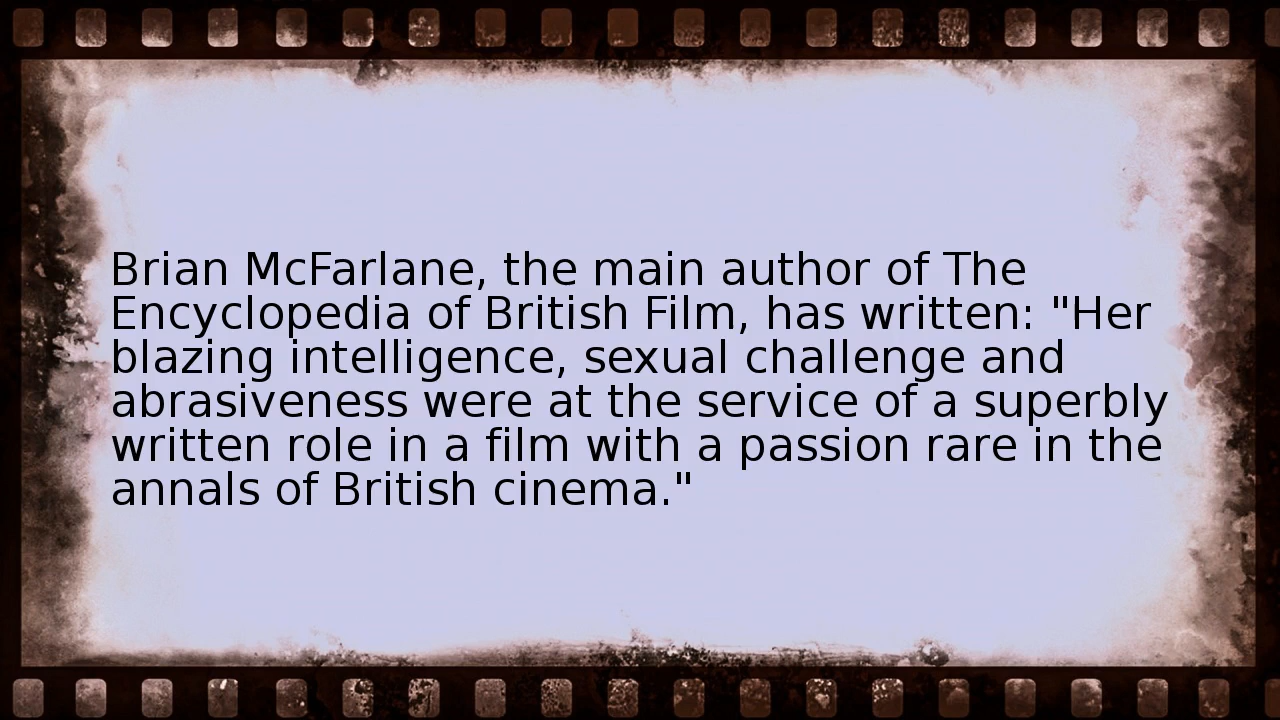 Brian McFarlane, the main author of The
Encyclopedia of British Film, has written: "Her
blazing intelligence, sexual challenge and
abrasiveness were at the service of a superbly
written role in a film with a passion rare in the
annals of British cinema."